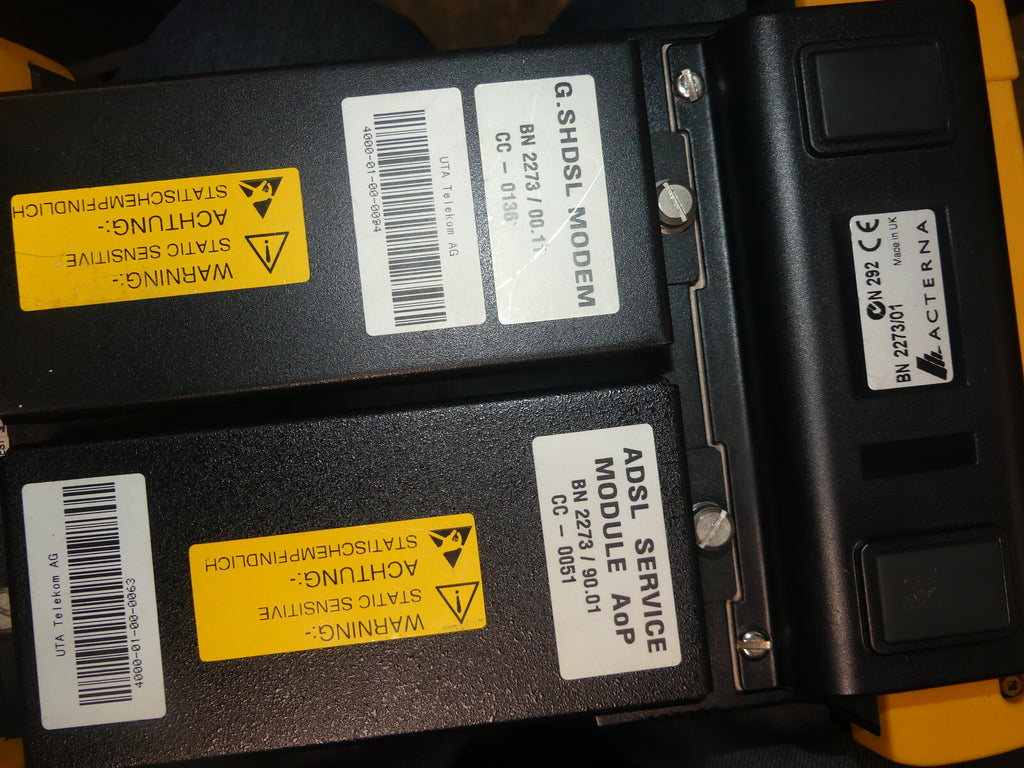 G.SHDSL MODEM
BN 2273 / 00.11
CC - 0136
UTA Telekom AG
4000-01-00-0094
WARNING:-
STATIC SENSITIVE
ACHTUNG:-
STATISCHEMPFINDLICH
ADSL SERVICE
MODULE AoP
BN 2273 / 90.01
CC - 0051
WARNING:-
STATIC SENSITIVE
ACHTUNG:-
STATISCHEMPFINDLICH
UTA Telekom AG
4000-01-00-0063
CE
N 292
Made in UK
BN 2273/01
ACTERNA